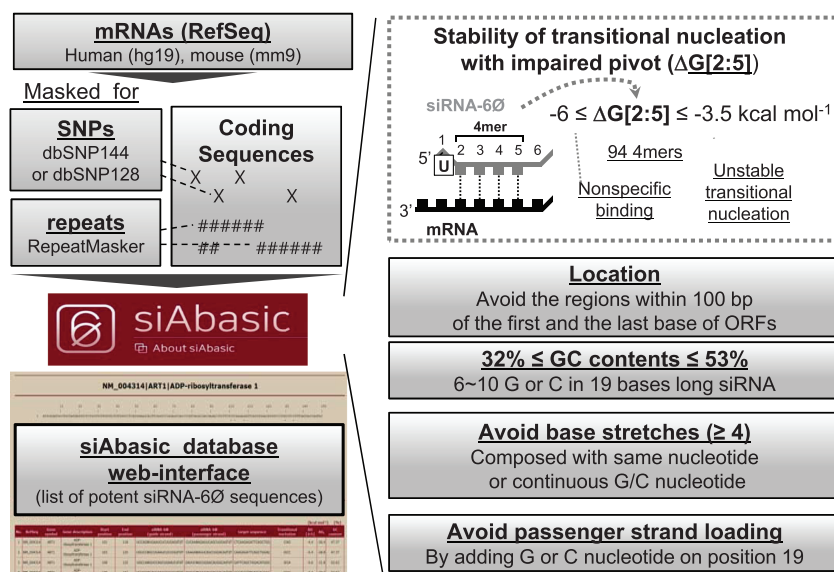 mRNAs (RefSeq)
Human (hg19), mouse (mm9)
Masked for
SNPs
dbSNP144
or dbSNP128
repeats
RepeatMasker
Coding
Sequences
X X
X X
######
## ######
siAbasic
About siAbasic
NM_004314|ART1|ADP-ribosyltransferase 1
siAbasic database
web-interface
(list of potent siRNA-6Ø sequences)
Stability of transitional nucleation
with impaired pivot (∆G[2:5])
siRNA-6Ø
-6 ≤ ∆G[2:5] ≤ -3.5 kcal mol-1
4mer
1 2 3 4 5 6
5’
U
3’
mRNA
94 4mers
Nonspecific
binding
Unstable
transitional
nucleation
Location
Avoid the regions within 100 bp
of the first and the last base of ORFs
32% ≤ GC contents ≤ 53%
6~10 G or C in 19 bases long siRNA
Avoid base stretches (≥ 4)
Composed with same nucleotide
or continuous G/C nucleotide
Avoid passenger strand loading
By adding G or C nucleotide on position 19